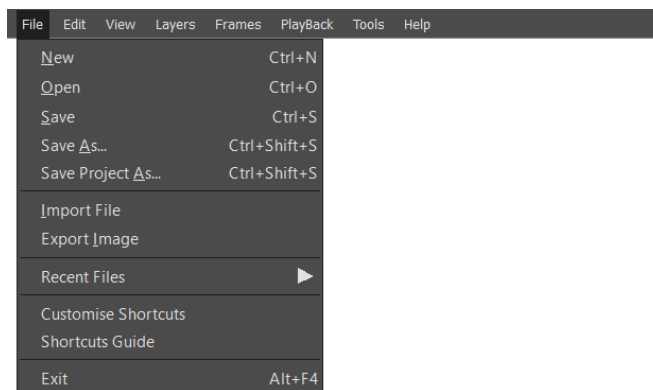 File Edit View Layers Frames PlayBack Tools Help
New Ctrl+N
Open Ctrl+O
Save Ctrl+S
Save As... Ctrl+Shift+S
Save Project As... Ctrl+Shift+S
Import File
Export Image
Recent Files
Customise Shortcuts
Shortcuts Guide
Exit Alt+F4